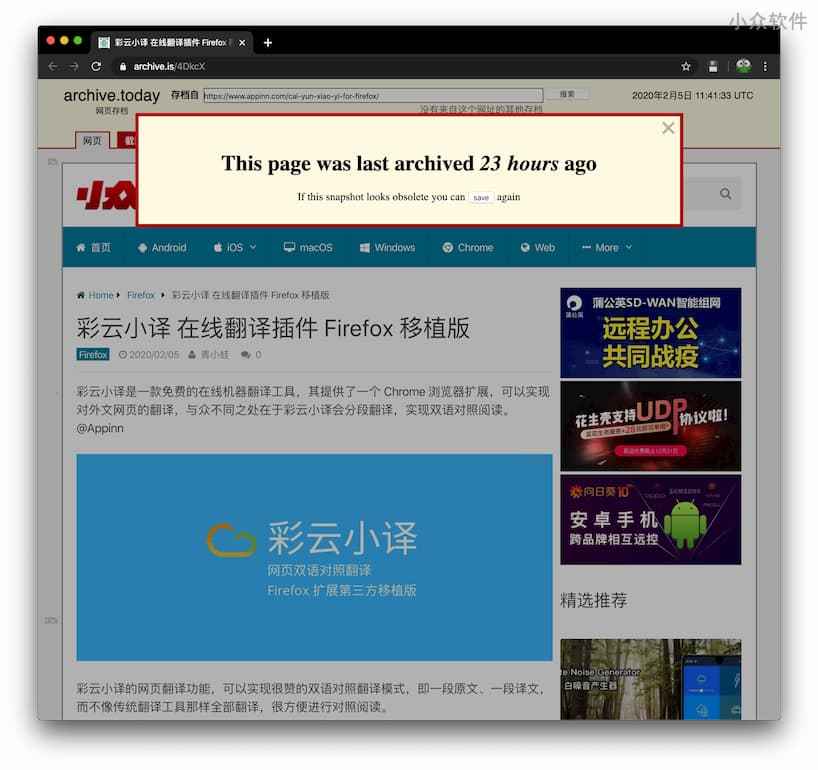 小众软件
彩云小译 在线翻译插件 Firefox
archive.is/4DkcX
archive.today
网页存档
存档自
https://www.appinn.com/cai-yun-xiao-yi-for-firefox/
搜索
2020年2月5日 11:41:33 UTC
没有来自这个网址的其他存档
网页
This page was last archived 23 hours ago
If this snapshot looks obsolete you can save again
小众
首页 Android iOS macOS Windows Chrome Web More
Home Firefox 彩云小译 在线翻译插件 Firefox 移植版
彩云小译 在线翻译插件 Firefox 移植版
Firefox 2020/02/05 青小蛙 0
彩云小译是一款免费的在线机器翻译工具，其提供了一个 Chrome 浏览器扩展，可以实现
对外文网页的翻译，与众不同之处在于彩云小译会分段翻译，实现双语对照阅读。
@Appinn
彩云小译
网页双语对照翻译
Firefox 扩展第三方移植版
彩云小译的网页翻译功能，可以实现很赞的双语对照翻译模式，即一段原文、一段译文，
而不像传统翻译工具那样全部翻译，很方便进行对照阅读。
蒲公英
蒲公英SD-WAN智能组网
远程办公
共同战疫
花生壳支持UDP协议啦!
向日葵10
安卓手机
跨品牌相互远控
精选推荐
te Noise Generator
白噪音产生器